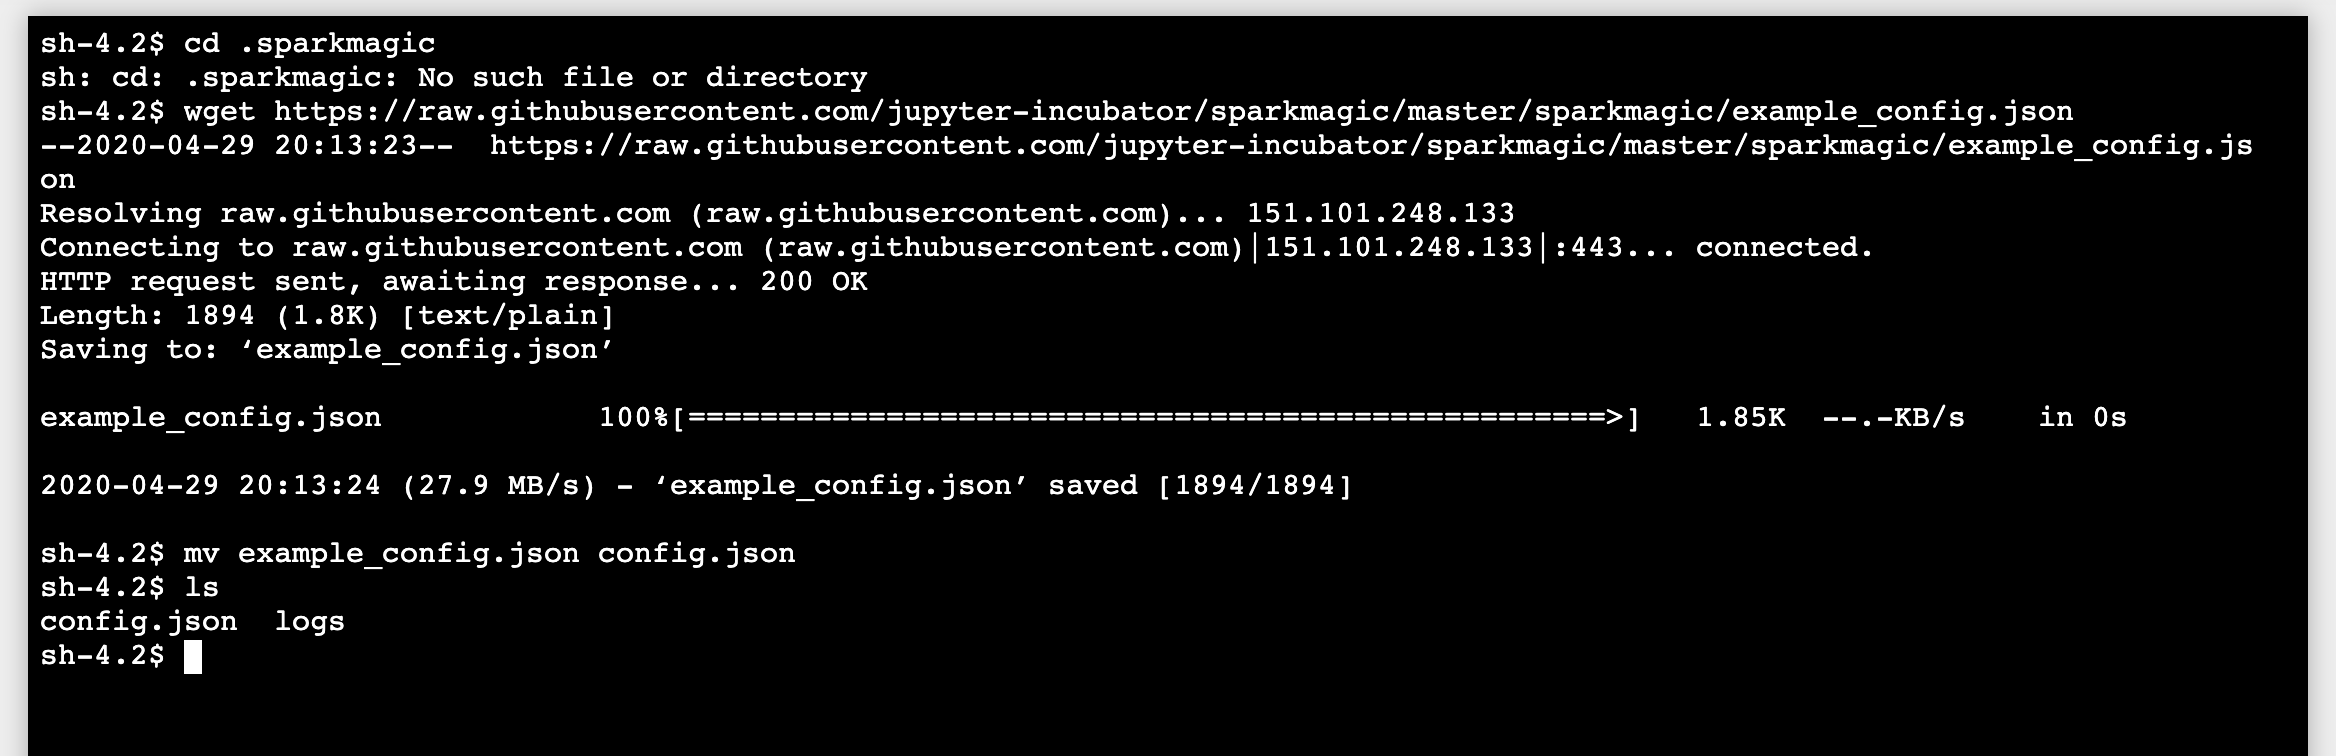 sh-4.2$ cd .sparkmagic
sh: cd: .sparkmagic: No such file or directory
sh-4.2$ wget https://raw.githubusercontent.com/jupyter-incubator/sparkmagic/master/sparkmagic/example_config.json
--2020-04-29 20:13:23--  https://raw.githubusercontent.com/jupyter-incubator/sparkmagic/master/sparkmagic/example_config.js
on
Resolving raw.githubusercontent.com (raw.githubusercontent.com)... 151.101.248.133
Connecting to raw.githubusercontent.com (raw.githubusercontent.com)|151.101.248.133|:443... connected.
HTTP request sent, awaiting response... 200 OK
Length: 1894 (1.8K) [text/plain]
Saving to: ‘example_config.json’
example_config.json            100%[===================================================>]   1.85K  --.-KB/s    in 0s
2020-04-29 20:13:24 (27.9 MB/s) - ‘example_config.json’ saved [1894/1894]
sh-4.2$ mv example_config.json config.json
sh-4.2$ ls
config.json  logs
sh-4.2$